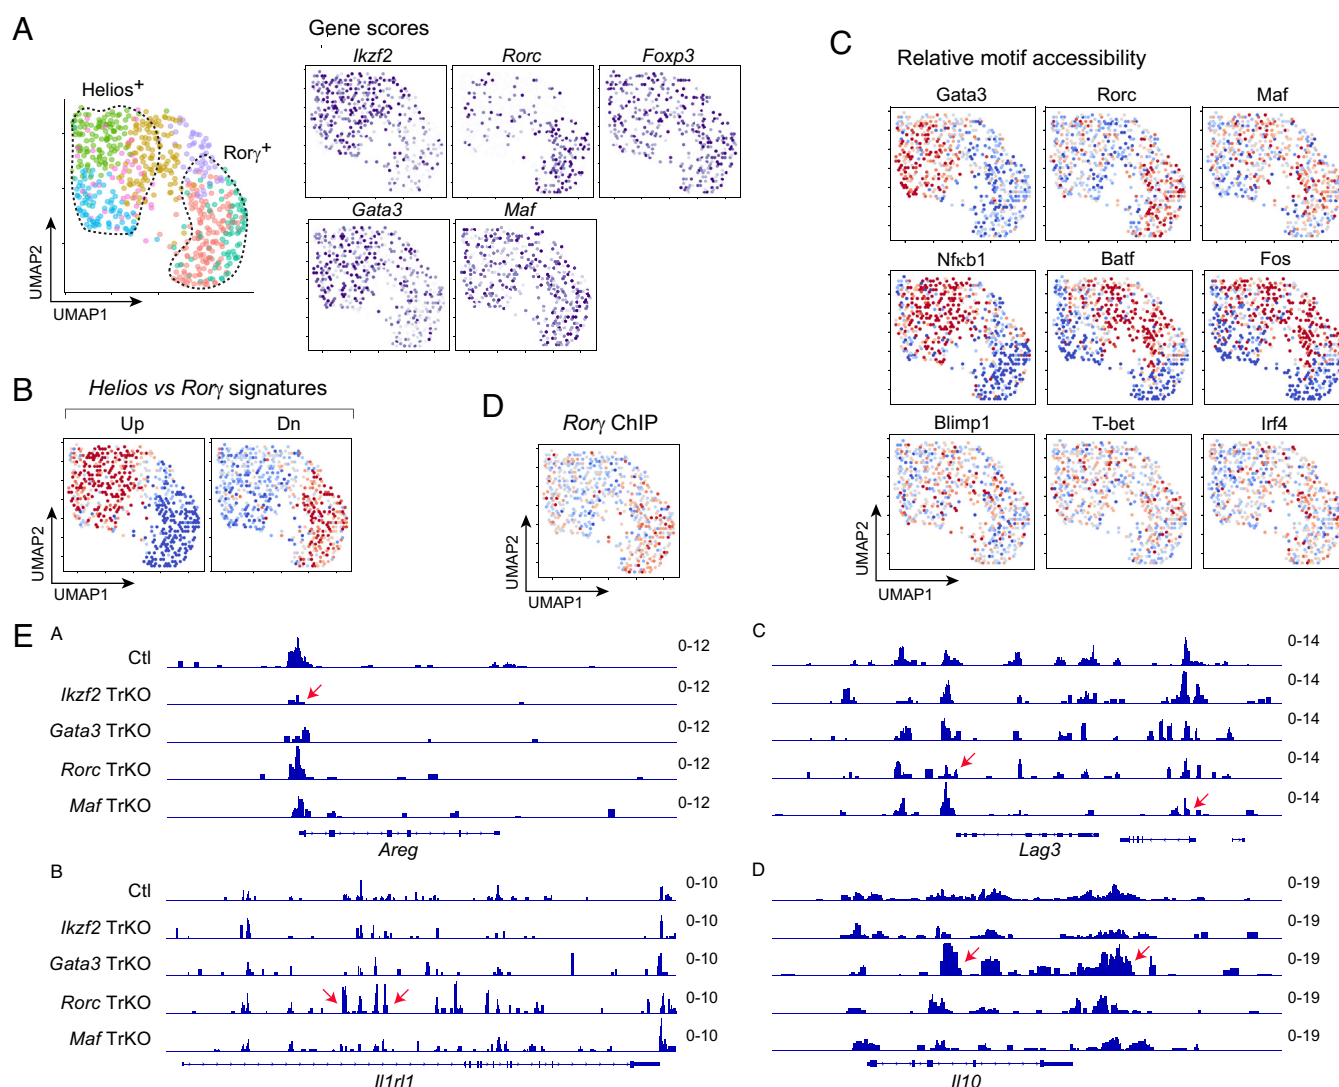 A
Gene scores
Ikzf2
Rorc
Foxp3
Helios+
Rorγ+
Gata3
Maf
UMAP2
UMAP1
B
Helios vs Rorγ signatures
Up
Dn
UMAP2
UMAP1
C
Relative motif accessibility
Gata3
Rorc
Maf
Nfκb1
Batf
Fos
Blimp1
T-bet
Irf4
UMAP2
UMAP1
D
Rorγ ChIP
UMAP2
UMAP1
E
A
Ctl
0-12
Ikzf2 TrKO
0-12
Gata3 TrKO
0-12
Rorc TrKO
0-12
Maf TrKO
0-12
Areg
B
Ctl
0-10
Ikzf2 TrKO
0-10
Gata3 TrKO
0-10
Rorc TrKO
0-10
Maf TrKO
0-10
Il1rl1
C
0-14
0-14
0-14
0-14
0-14
Lag3
D
0-19
0-19
0-19
0-19
0-19
Il10